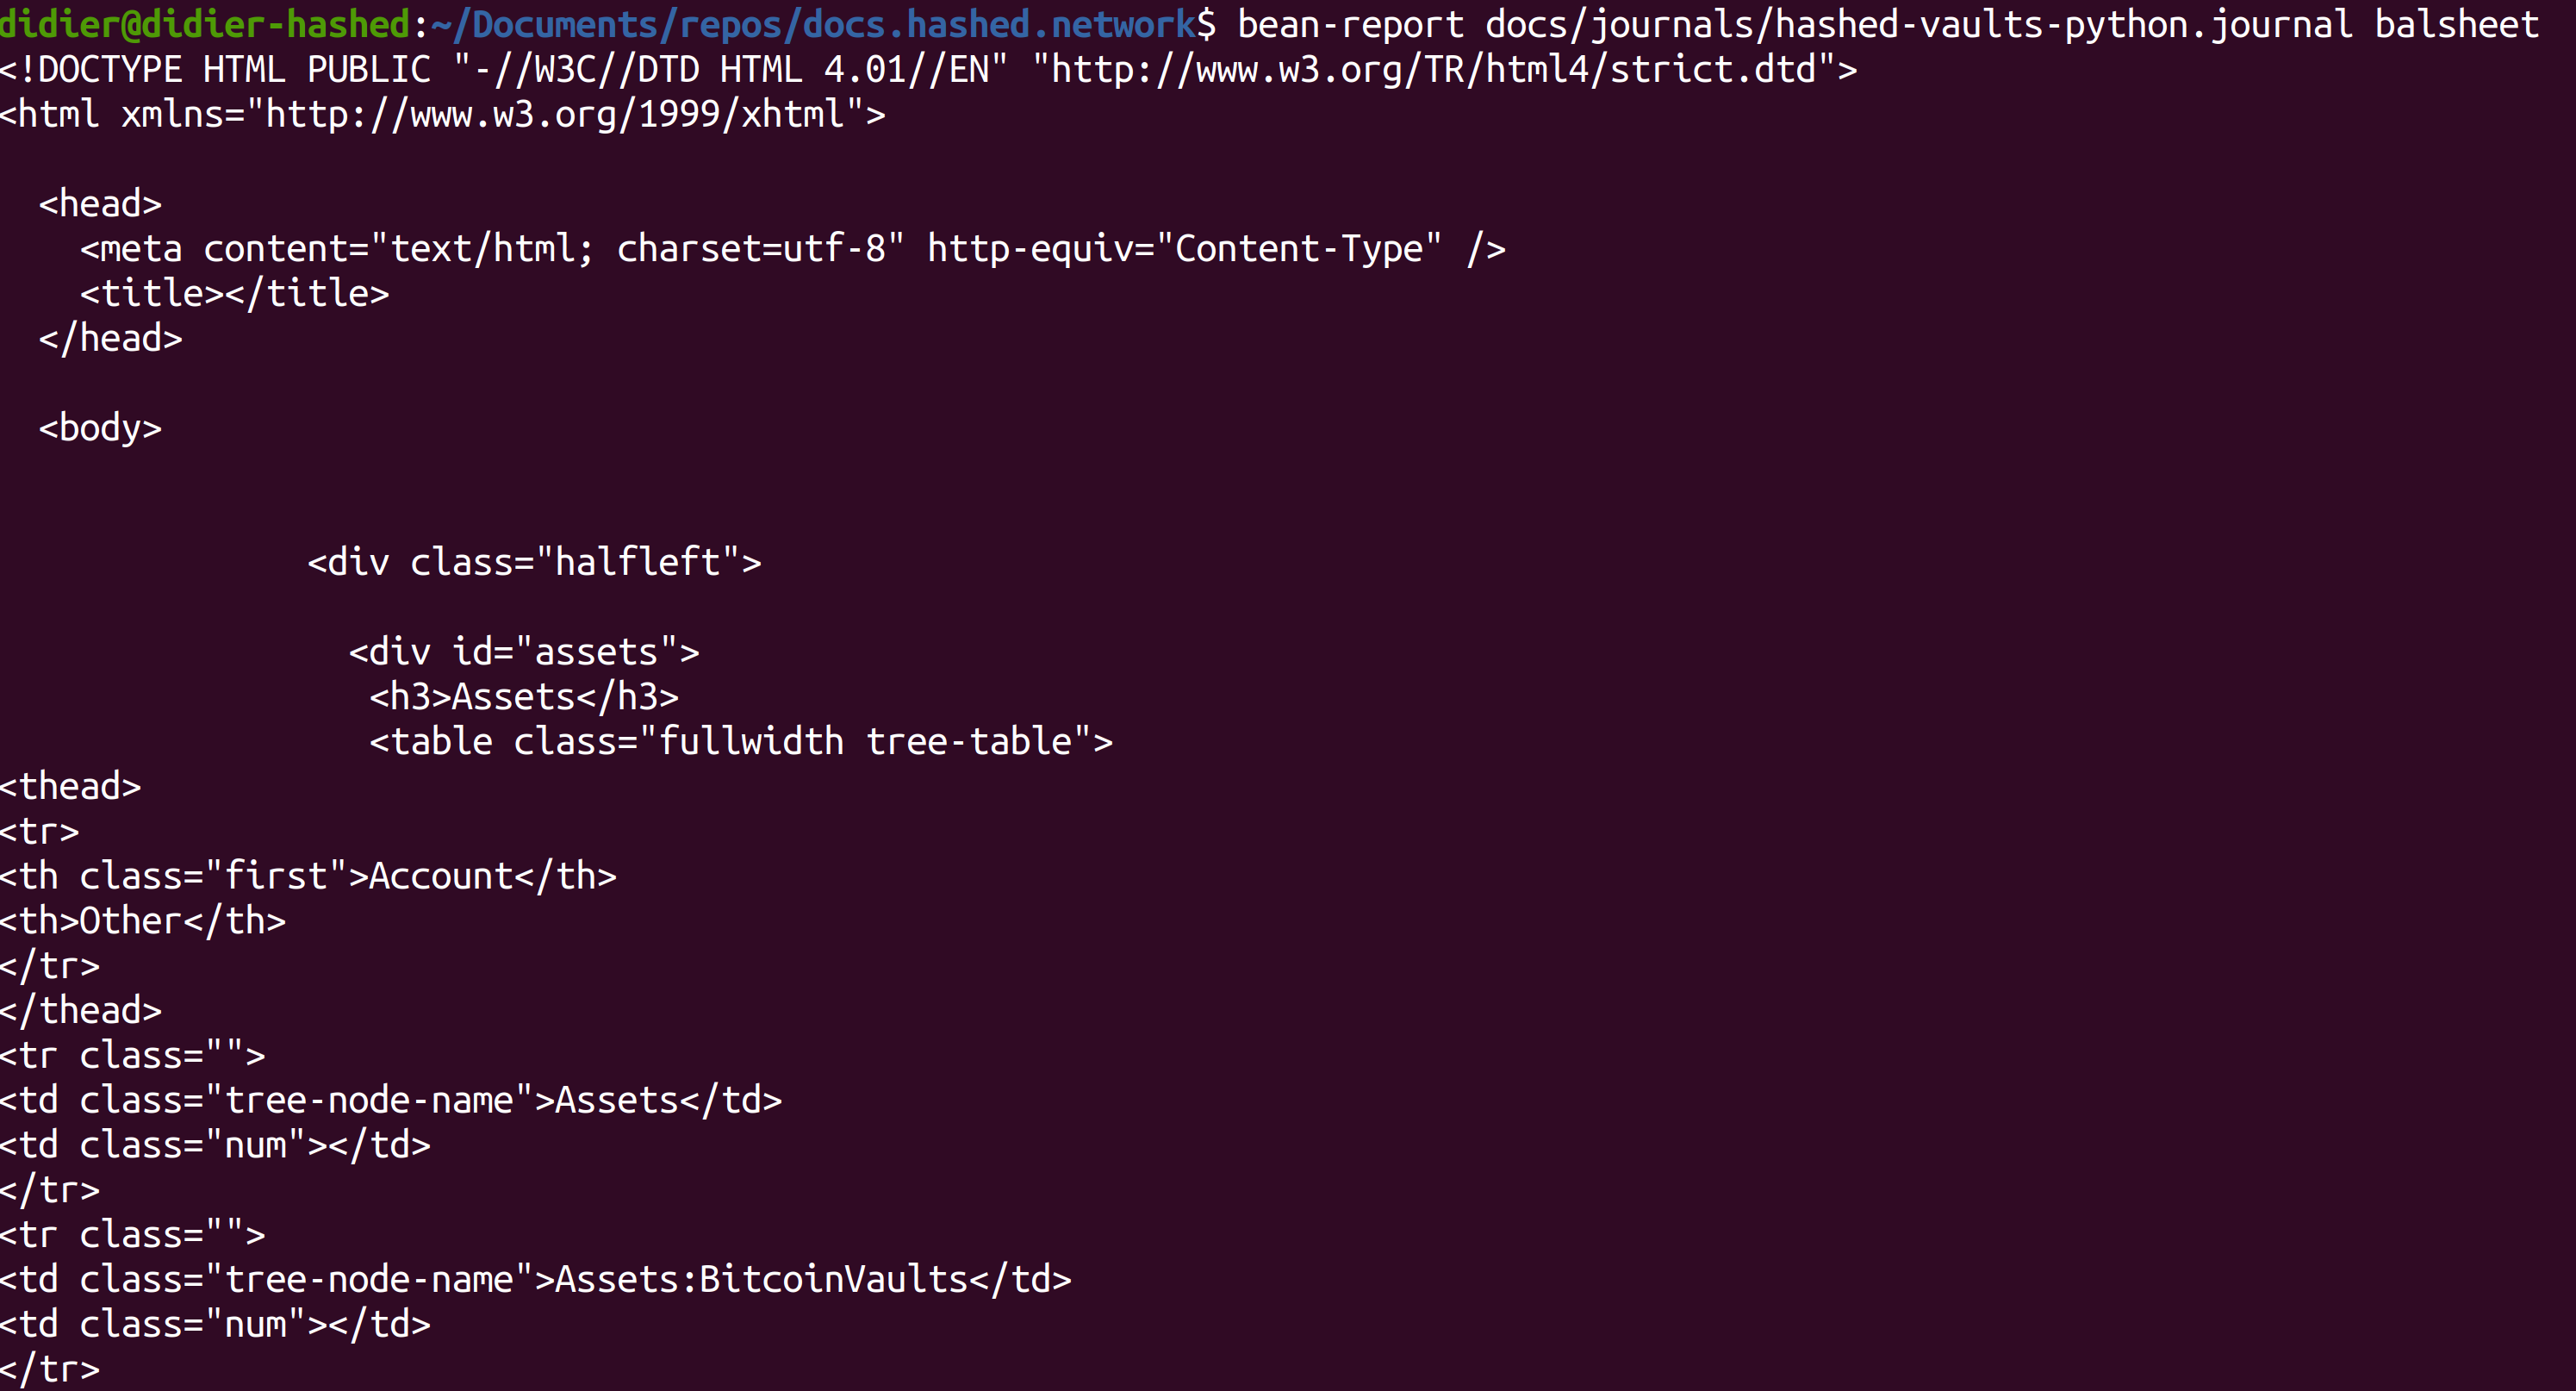 didier@didier-hashed:~/Documents/repos/docs.hashed.network$ bean-report docs/journals/hashed-vaults-python.journal balsheet
<!DOCTYPE HTML PUBLIC "-//W3C//DTD HTML 4.01//EN" "http://www.w3.org/TR/html4/strict.dtd">
<html xmlns="http://www.w3.org/1999/xhtml">
<head>
<meta content="text/html; charset=utf-8" http-equiv="Content-Type" />
<title></title>
</head>
<body>
<div class="halfleft">
<div id="assets">
<h3>Assets</h3>
<table class="fullwidth tree-table">
<thead>
<tr>
<th class="first">Account</th>
<th>Other</th>
</tr>
</thead>
<tr class="">
<td class="tree-node-name">Assets</td>
<td class="num"></td>
</tr>
<tr class="">
<td class="tree-node-name">Assets:BitcoinVaults</td>
<td class="num"></td>
</tr>